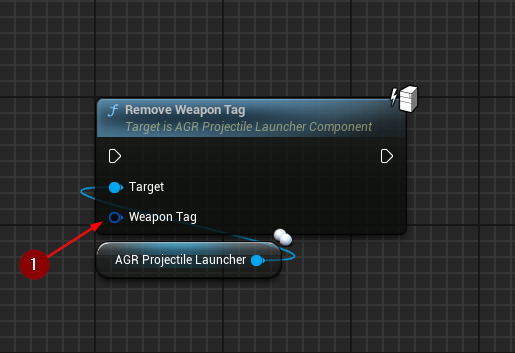 f Remove Weapon Tag
Target is AGR Projectile Launcher Component
Target
Weapon Tag
1
AGR Projectile Launcher